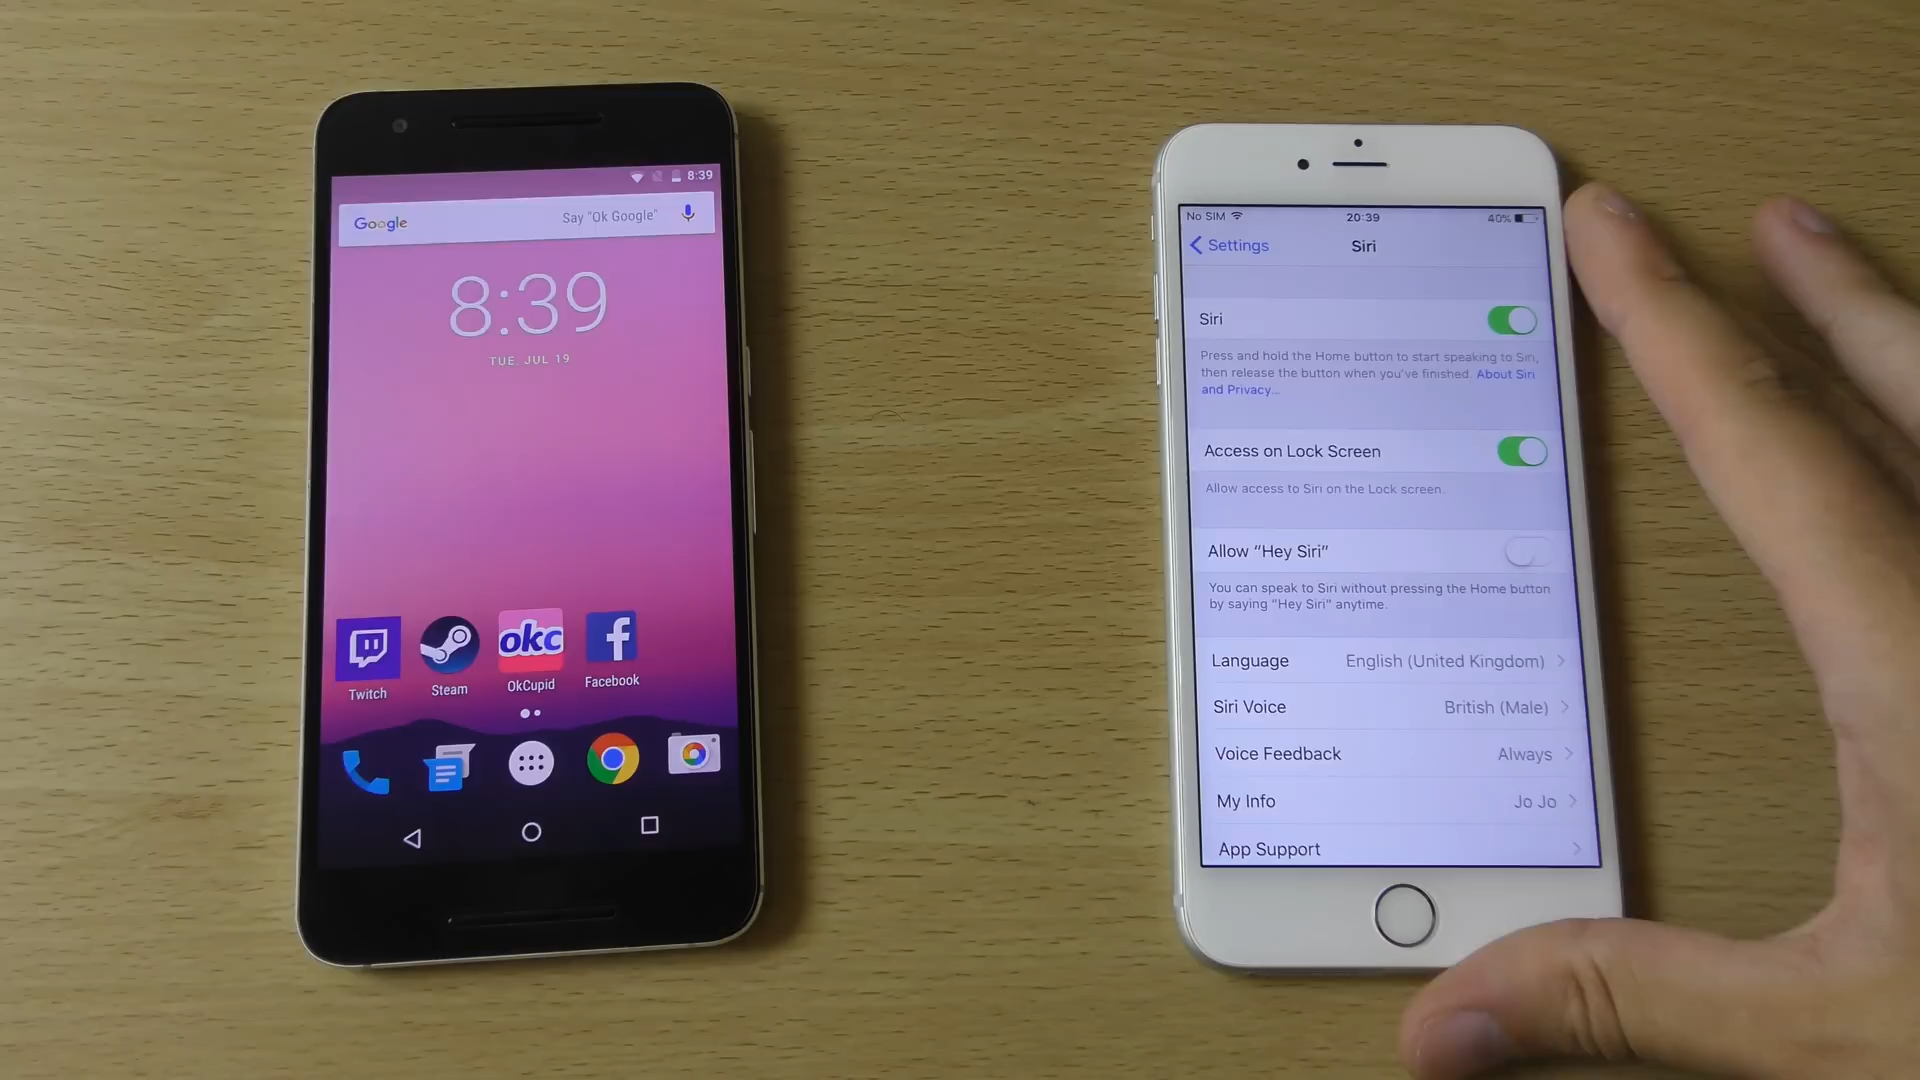 8:39
Google
Say "Ok Google"
8:39
TUE, JUL 19
Twitch
Steam
okc
OkCupid
f
Facebook
No SIM
20:39
40%
Settings
Siri
Siri
Press and hold the Home button to start speaking to Siri,
then release the button when you've finished. About Siri
and Privacy...
Access on Lock Screen
Allow access to Siri on the Lock screen.
Allow “Hey Siri”
You can speak to Siri without pressing the Home button
by saying “Hey Siri” anytime.
Language English (United Kingdom)
Siri Voice British (Male)
Voice Feedback Always
My Info Jo Jo
App Support